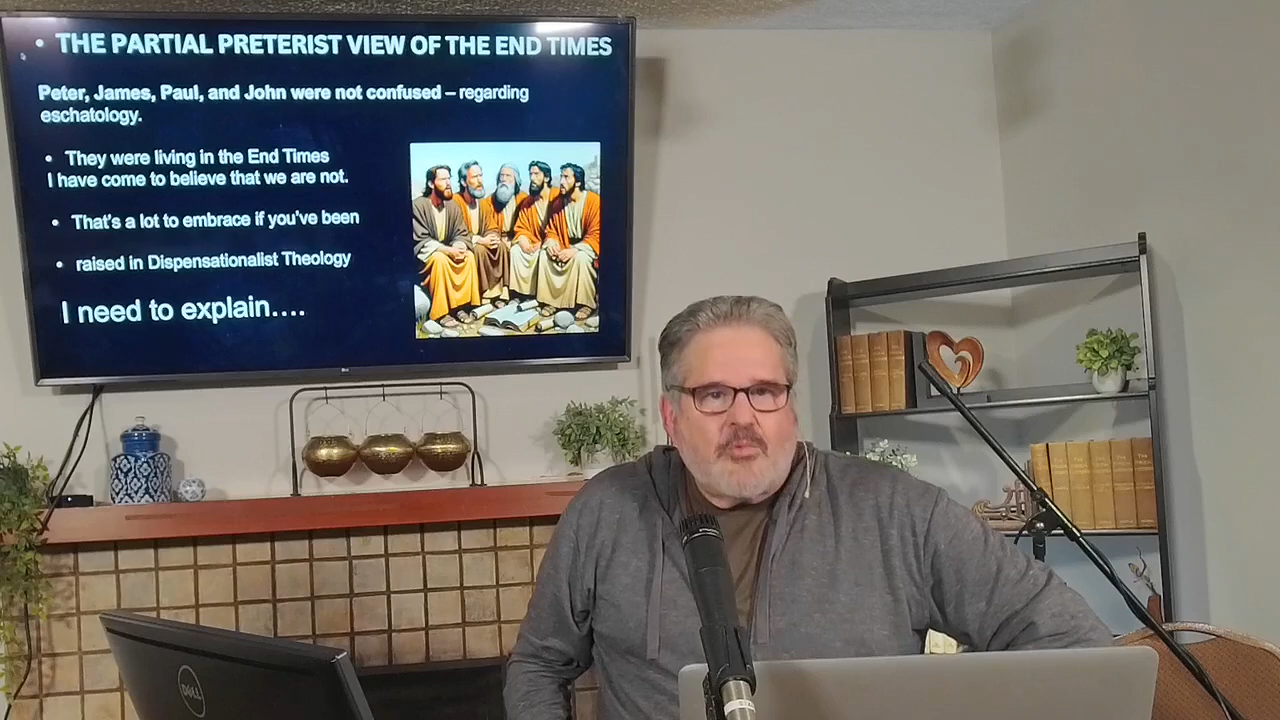 • THE PARTIAL PRETERIST VIEW OF THE END TIMES
Peter, James, Paul, and John were not confused – regarding
eschatology.
• They were living in the End Times
I have come to believe that we are not.
• That's a lot to embrace if you've been
• raised in Dispensationalist Theology
I need to explain....
LG
DELL